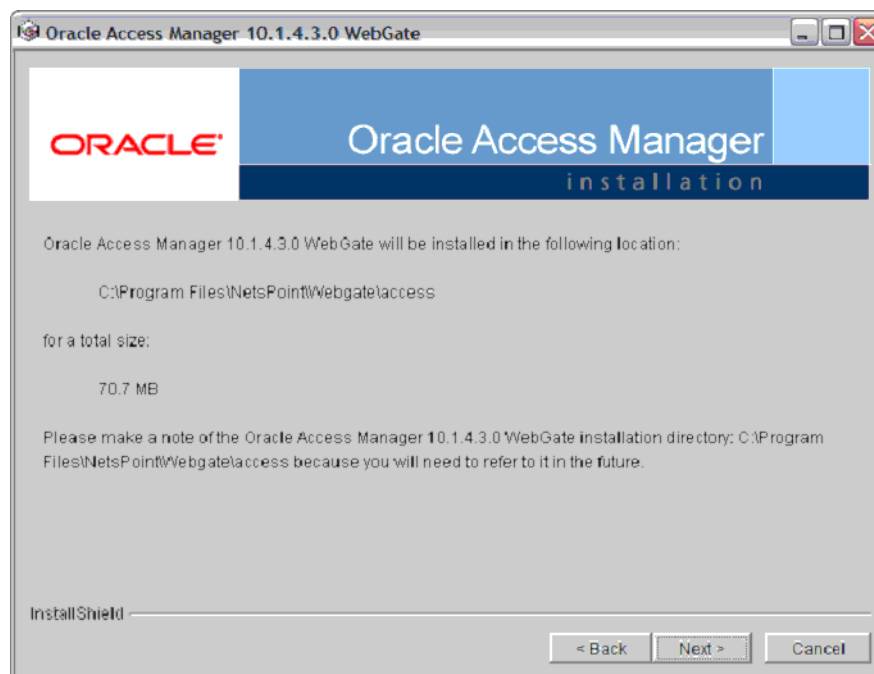 Oracle Access Manager 10.1.4.3.0 WebGate
ORACLE
Oracle Access Manager
installation
Oracle Access Manager 10.1.4.3.0 WebGate will be installed in the following location:
C:\Program Files\NetsPoint\Webgate\access
for a total size:
70.7 MB
Please make a note of the Oracle Access Manager 10.1.4.3.0 WebGate installation directory: C:\Program
Files\NetsPoint\Webgate\access because you will need to refer to it in the future.
InstallShield
< Back
Next >
Cancel